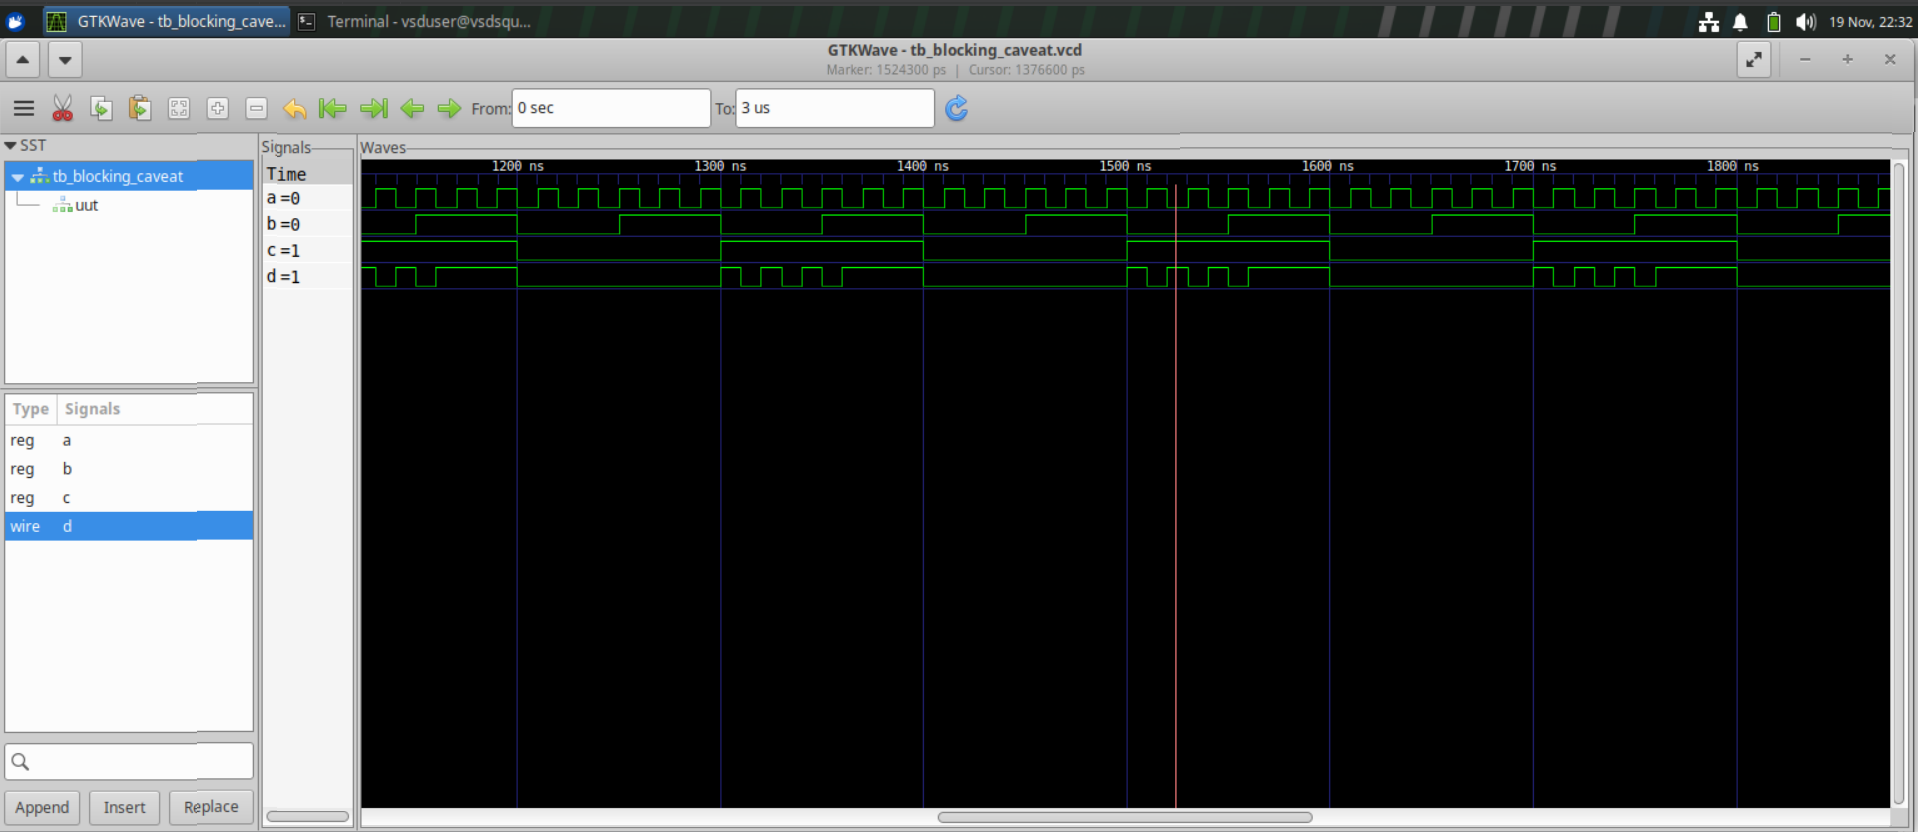 GTKWave - tb_blocking_cave...
Terminal - vsduser@vsdsqu...
19 Nov, 22:32
GTKWave - tb_blocking_caveat.vcd
Marker: 1524300 ps | Cursor: 1376600 ps
From: 0 sec To: 3 us
SST
tb_blocking_caveat
uut
Type Signals
reg a
reg b
reg c
wire d
Append Insert Replace
Signals
Time
a =0
b =0
c =1
d =1
Waves
1200 ns 1300 ns 1400 ns 1500 ns 1600 ns 1700 ns 1800 ns